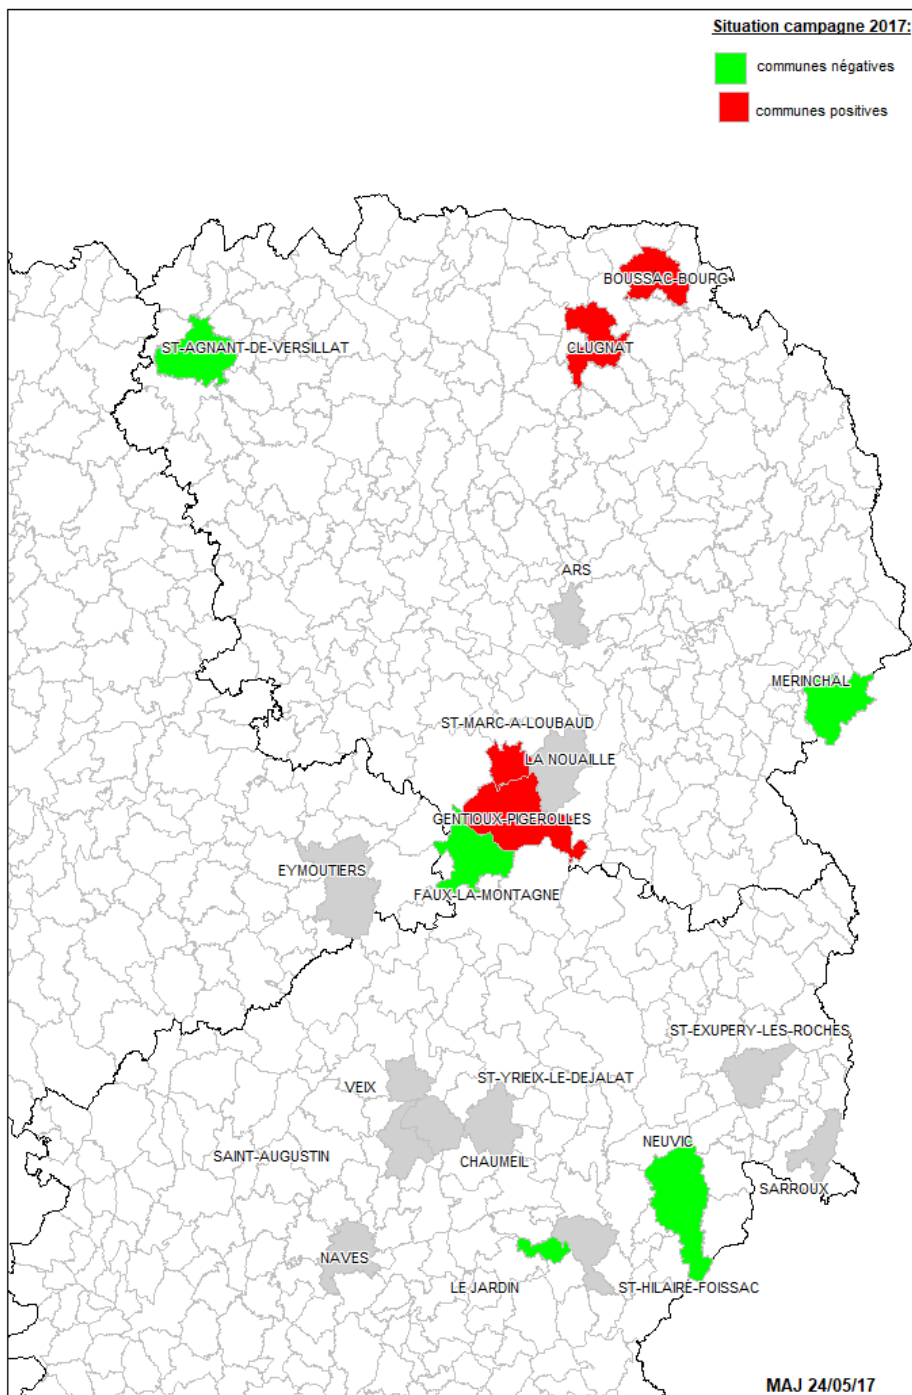 Situation campagne 2017:
communes négatives
communes positives
BOUSSAC-BOURG
ST-AGNANT-DE-VERSILLAT
CLUGNAT
ARS
MERINCHAL
ST-MARC-A-LOUBAUD
LA NOUAILLE
GENTIOUX-PIGEROLLES
EYMOUTIERS
FAUX-LA-MONTAGNE
ST-EXUPERY-LES-ROCHES
VEIX
ST-YRIEIX-LE-DEJALAT
NEUVIC
SAINT-AUGUSTIN
CHAUMEIL
SARROUX
NAVES
LE JARDIN
ST-HILAIRE-FOISSAC
MAJ 24/05/17